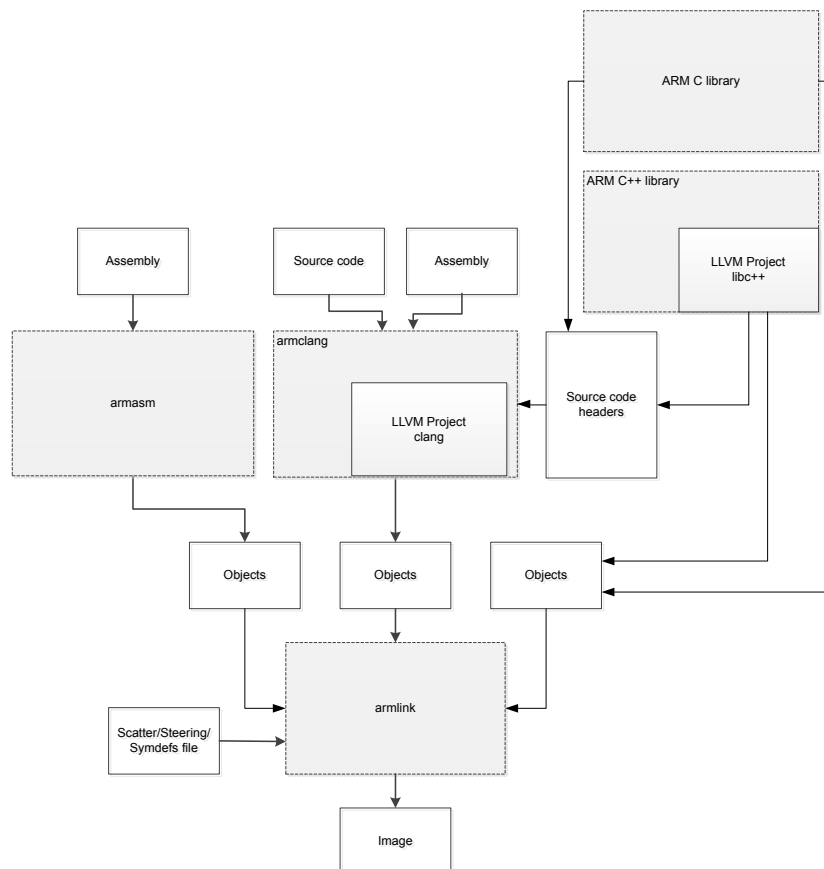 ARM C library
ARM C++ library
LLVM Project
libc++
Assembly
Source code
Assembly
armclang
armasm
LLVM Project
clang
Source code
headers
Objects
Objects
Objects
armlink
Scatter/Steering/
Symdefs file
Image